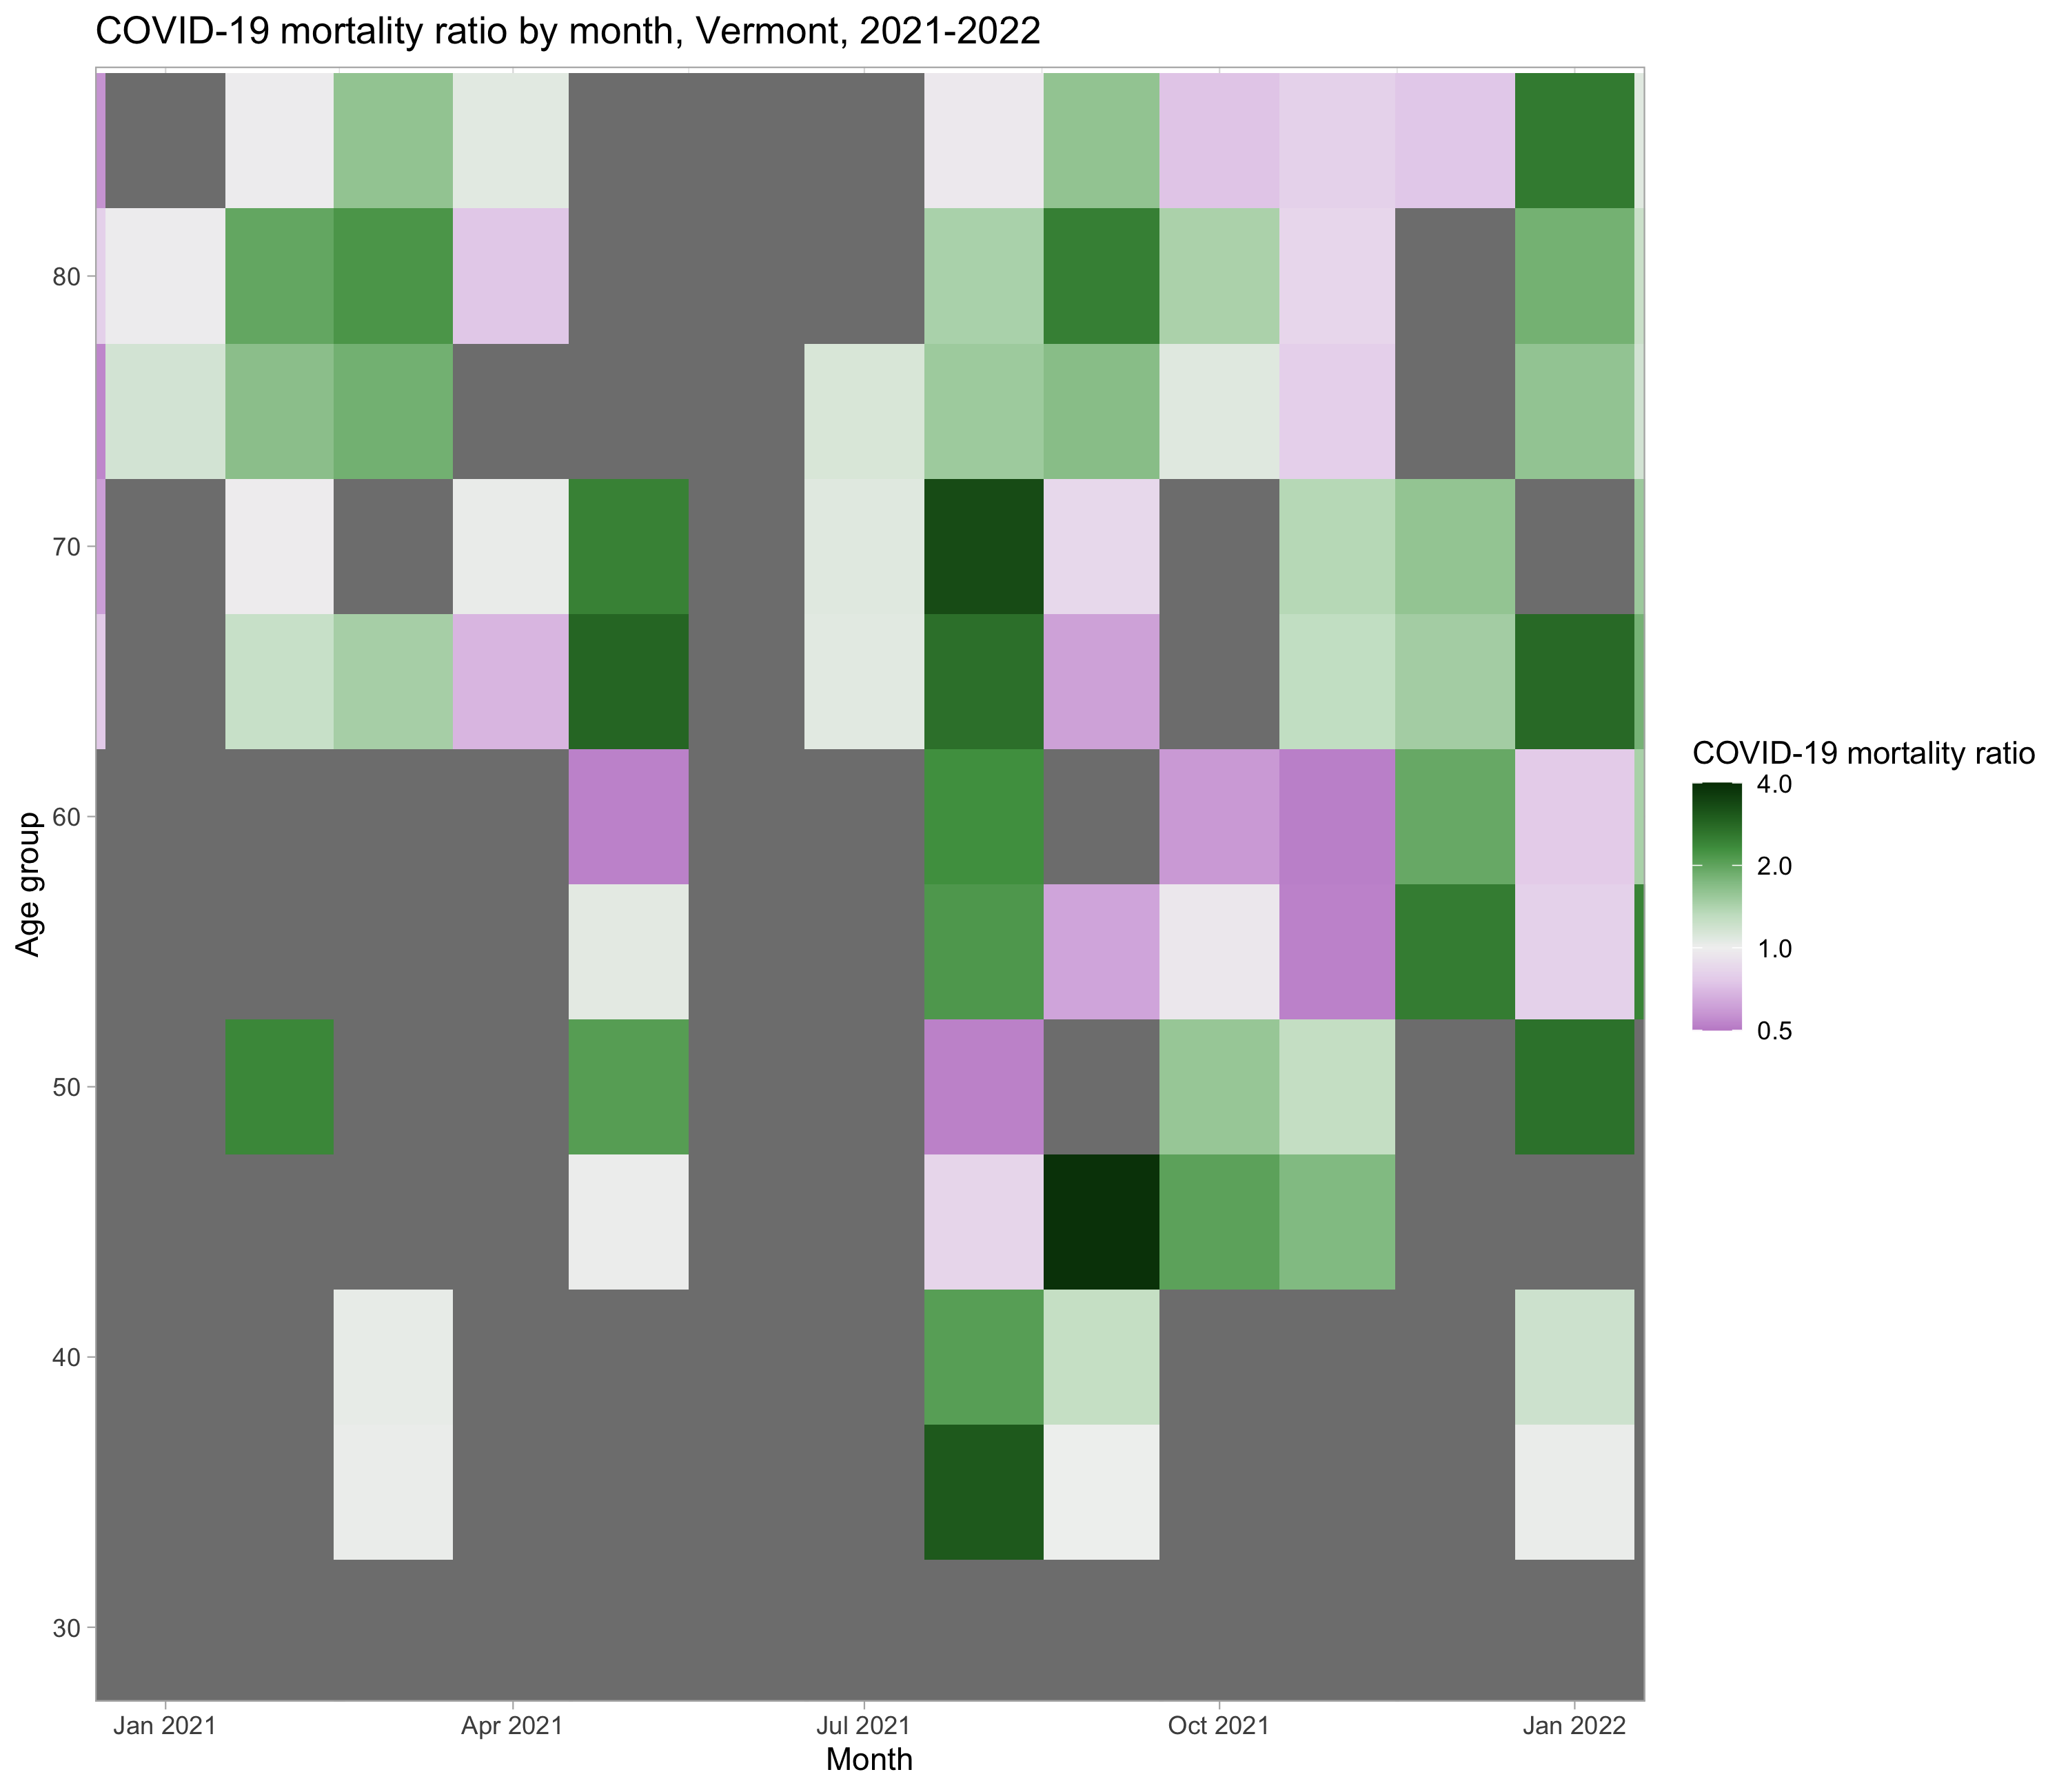 COVID-19 mortality ratio by month, Vermont, 2021-2022
80
70
60
50
40
30
Age group
Jan 2021
Apr 2021
Jul 2021
Oct 2021
Jan 2022
Month
COVID-19 mortality ratio
4.0
2.0
1.0
0.5